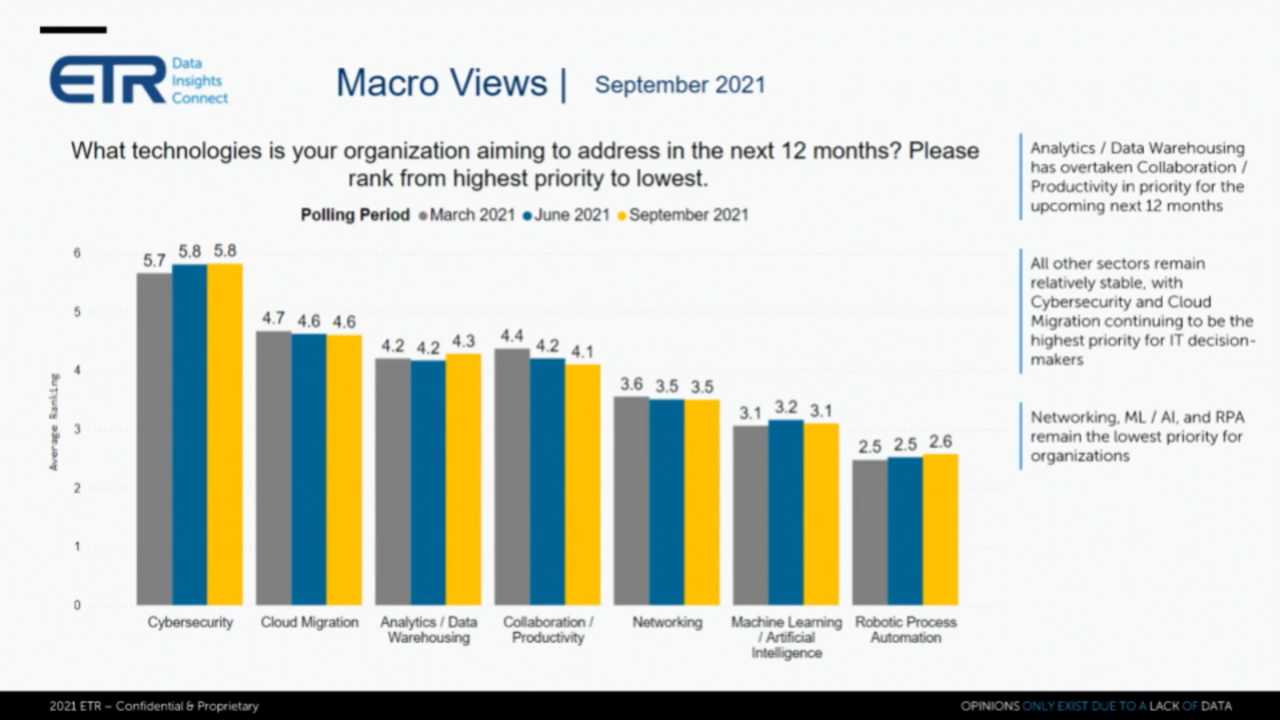 ETR
Data
Insights
Connect
Macro Views | September 2021
What technologies is your organization aiming to address in the next 12 months? Please
rank from highest priority to lowest.
Polling Period March 2021 June 2021 September 2021
Average Ranking
6
5
4
3
2
1
0
5.7 5.8 5.8
4.7 4.6 4.6
4.2 4.2 4.3
4.4 4.2 4.1
3.6 3.5 3.5
3.1 3.2 3.1
2.5 2.5 2.6
Cybersecurity
Cloud Migration
Analytics / Data
Warehousing
Collaboration /
Productivity
Networking
Machine Learning
/ Artificial
Intelligence
Robotic Process
Automation
Analytics / Data Warehousing
has overtaken Collaboration /
Productivity in priority for the
upcoming next 12 months
All other sectors remain
relatively stable, with
Cybersecurity and Cloud
Migration continuing to be the
highest priority for IT decision-
makers
Networking, ML / AI, and RPA
remain the lowest priority for
organizations
2021 ETR – Confidential & Proprietary
OPINIONS ONLY EXIST DUE TO A LACK OF DATA